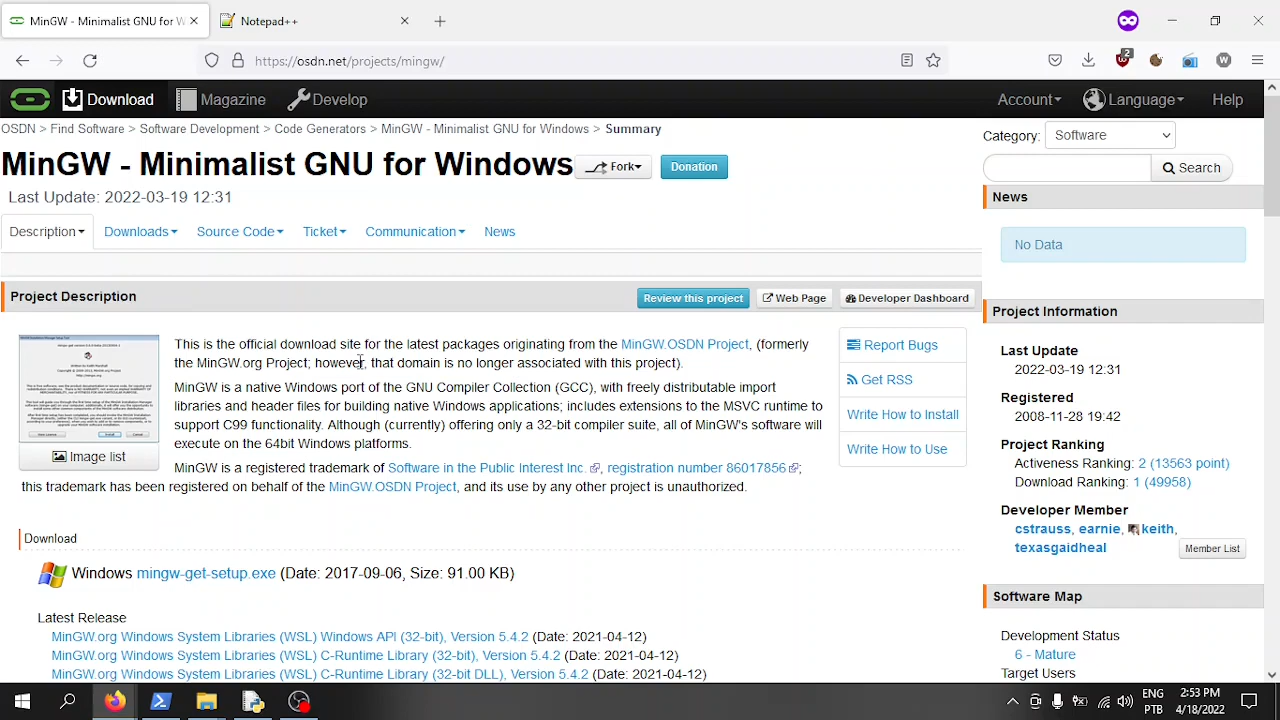 MinGW - Minimalist GNU for W
Notepad++
https://osdn.net/projects/mingw/
2
W
Download
Magazine
Develop
Account
Language
Help
OSDN > Find Software > Software Development > Code Generators > MinGW - Minimalist GNU for Windows > Summary
Category:
Software
MinGW - Minimalist GNU for Windows
Fork
Donation
Search
Last Update: 2022-03-19 12:31
News
Description
Downloads
Source Code
Ticket
Communication
News
No Data
Project Description
Review this project
Web Page
Developer Dashboard
Project Information
This is the official download site for the latest packages originating from the MinGW.OSDN Project, (formerly
the MinGW.org Project; however, that domain is no longer associated with this project).
MinGW is a native Windows port of the GNU Compiler Collection (GCC), with freely distributable import
libraries and header files for building native Windows applications; includes extensions to the MSVC runtime to
support C99 functionality. Although (currently) offering only a 32-bit compiler suite, all of MinGW's software will
execute on the 64bit Windows platforms.
Image list
MinGW is a registered trademark of Software in the Public Interest Inc. , registration number 86017856 ;
this trademark has been registered on behalf of the MinGW.OSDN Project, and its use by any other project is unauthorized.
Report Bugs
Get RSS
Write How to Install
Write How to Use
Last Update
2022-03-19 12:31
Registered
2008-11-28 19:42
Project Ranking
Activeness Ranking: 2 (13563 point)
Download Ranking: 1 (49958)
Developer Member
cstrauss, earnie, keith,
texasgaidheal
Member List
Download
Windows mingw-get-setup.exe (Date: 2017-09-06, Size: 91.00 KB)
Latest Release
MinGW.org Windows System Libraries (WSL) Windows API (32-bit), Version 5.4.2 (Date: 2021-04-12)
MinGW.org Windows System Libraries (WSL) C-Runtime Library (32-bit), Version 5.4.2 (Date: 2021-04-12)
MinGW.org Windows System Libraries (WSL) C-Runtime Library (32-bit DLL), Version 5.4.2 (Date: 2021-04-12)
Software Map
Development Status
6 - Mature
Target Users
ENG
PTB
2:53 PM
4/18/2022